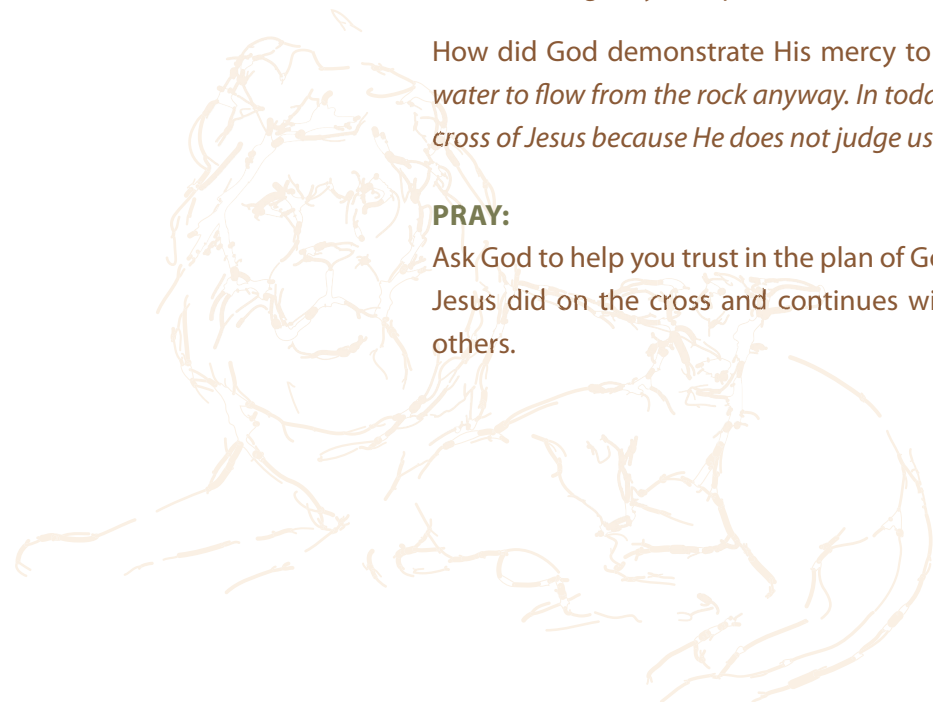 How did God demonstrate His mercy to
water to flow from the rock anyway. In toda
cross of Jesus because He does not judge us
PRAY:
Ask God to help you trust in the plan of Go
Jesus did on the cross and continues wi
others.